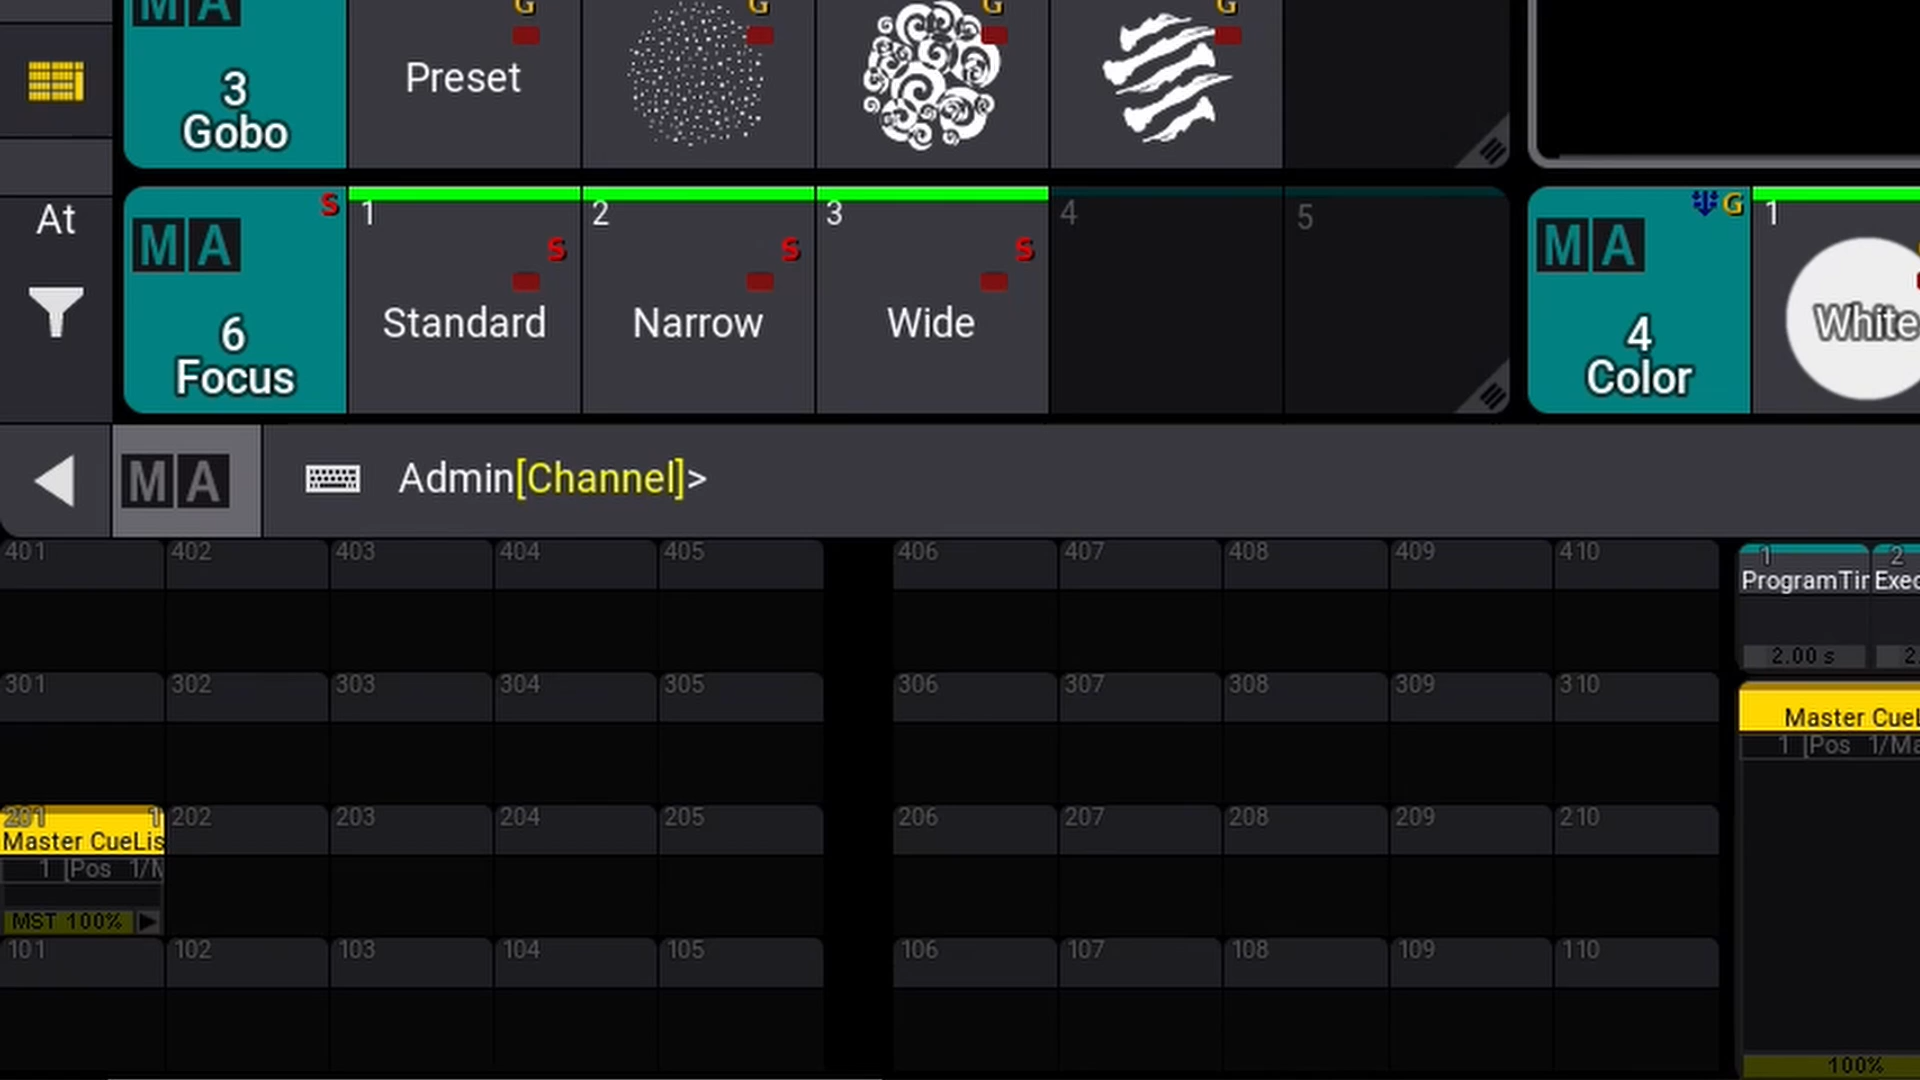 MA
3
Gobo
G
Preset
G
G
G
At
MA
S
6
Focus
1
S
Standard
2
S
Narrow
3
S
Wide
4
5
MA
G
4
Color
1
White
MA
Admin[Channel]>
401 402 403 404 405 406 407 408 409 410
1 2
ProgramTir Exec
2.00 s 2.
301 302 303 304 305 306 307 308 309 310
Master CueL
1 [Pos 1/Ma
201 1 202 203 204 205 206 207 208 209 210
Master CueLis
1 [Pos 1/M
MST 100%
101 102 103 104 105 106 107 108 109 110
100%